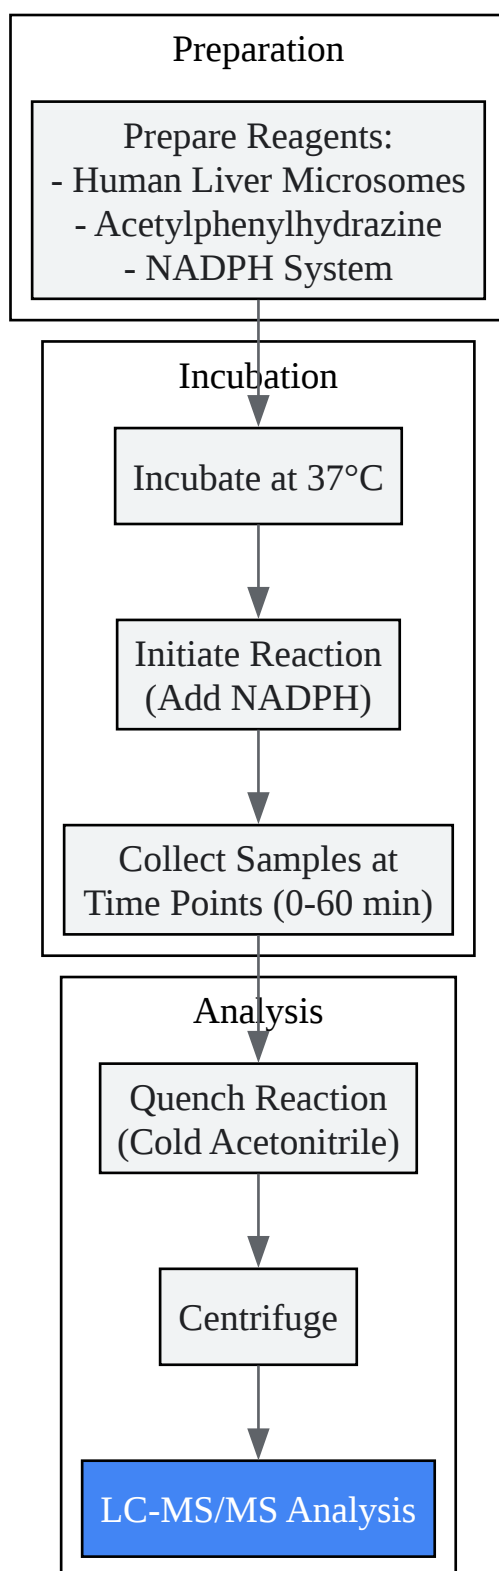 Preparation
Prepare Reagents:
- Human Liver Microsomes
- Acetylphenylhydrazine
- NADPH System
Incubation
Incubate at 37°C
Initiate Reaction
(Add NADPH)
Collect Samples at
Time Points (0-60 min)
Analysis
Quench Reaction
(Cold Acetonitrile)
Centrifuge
LC-MS/MS Analysis